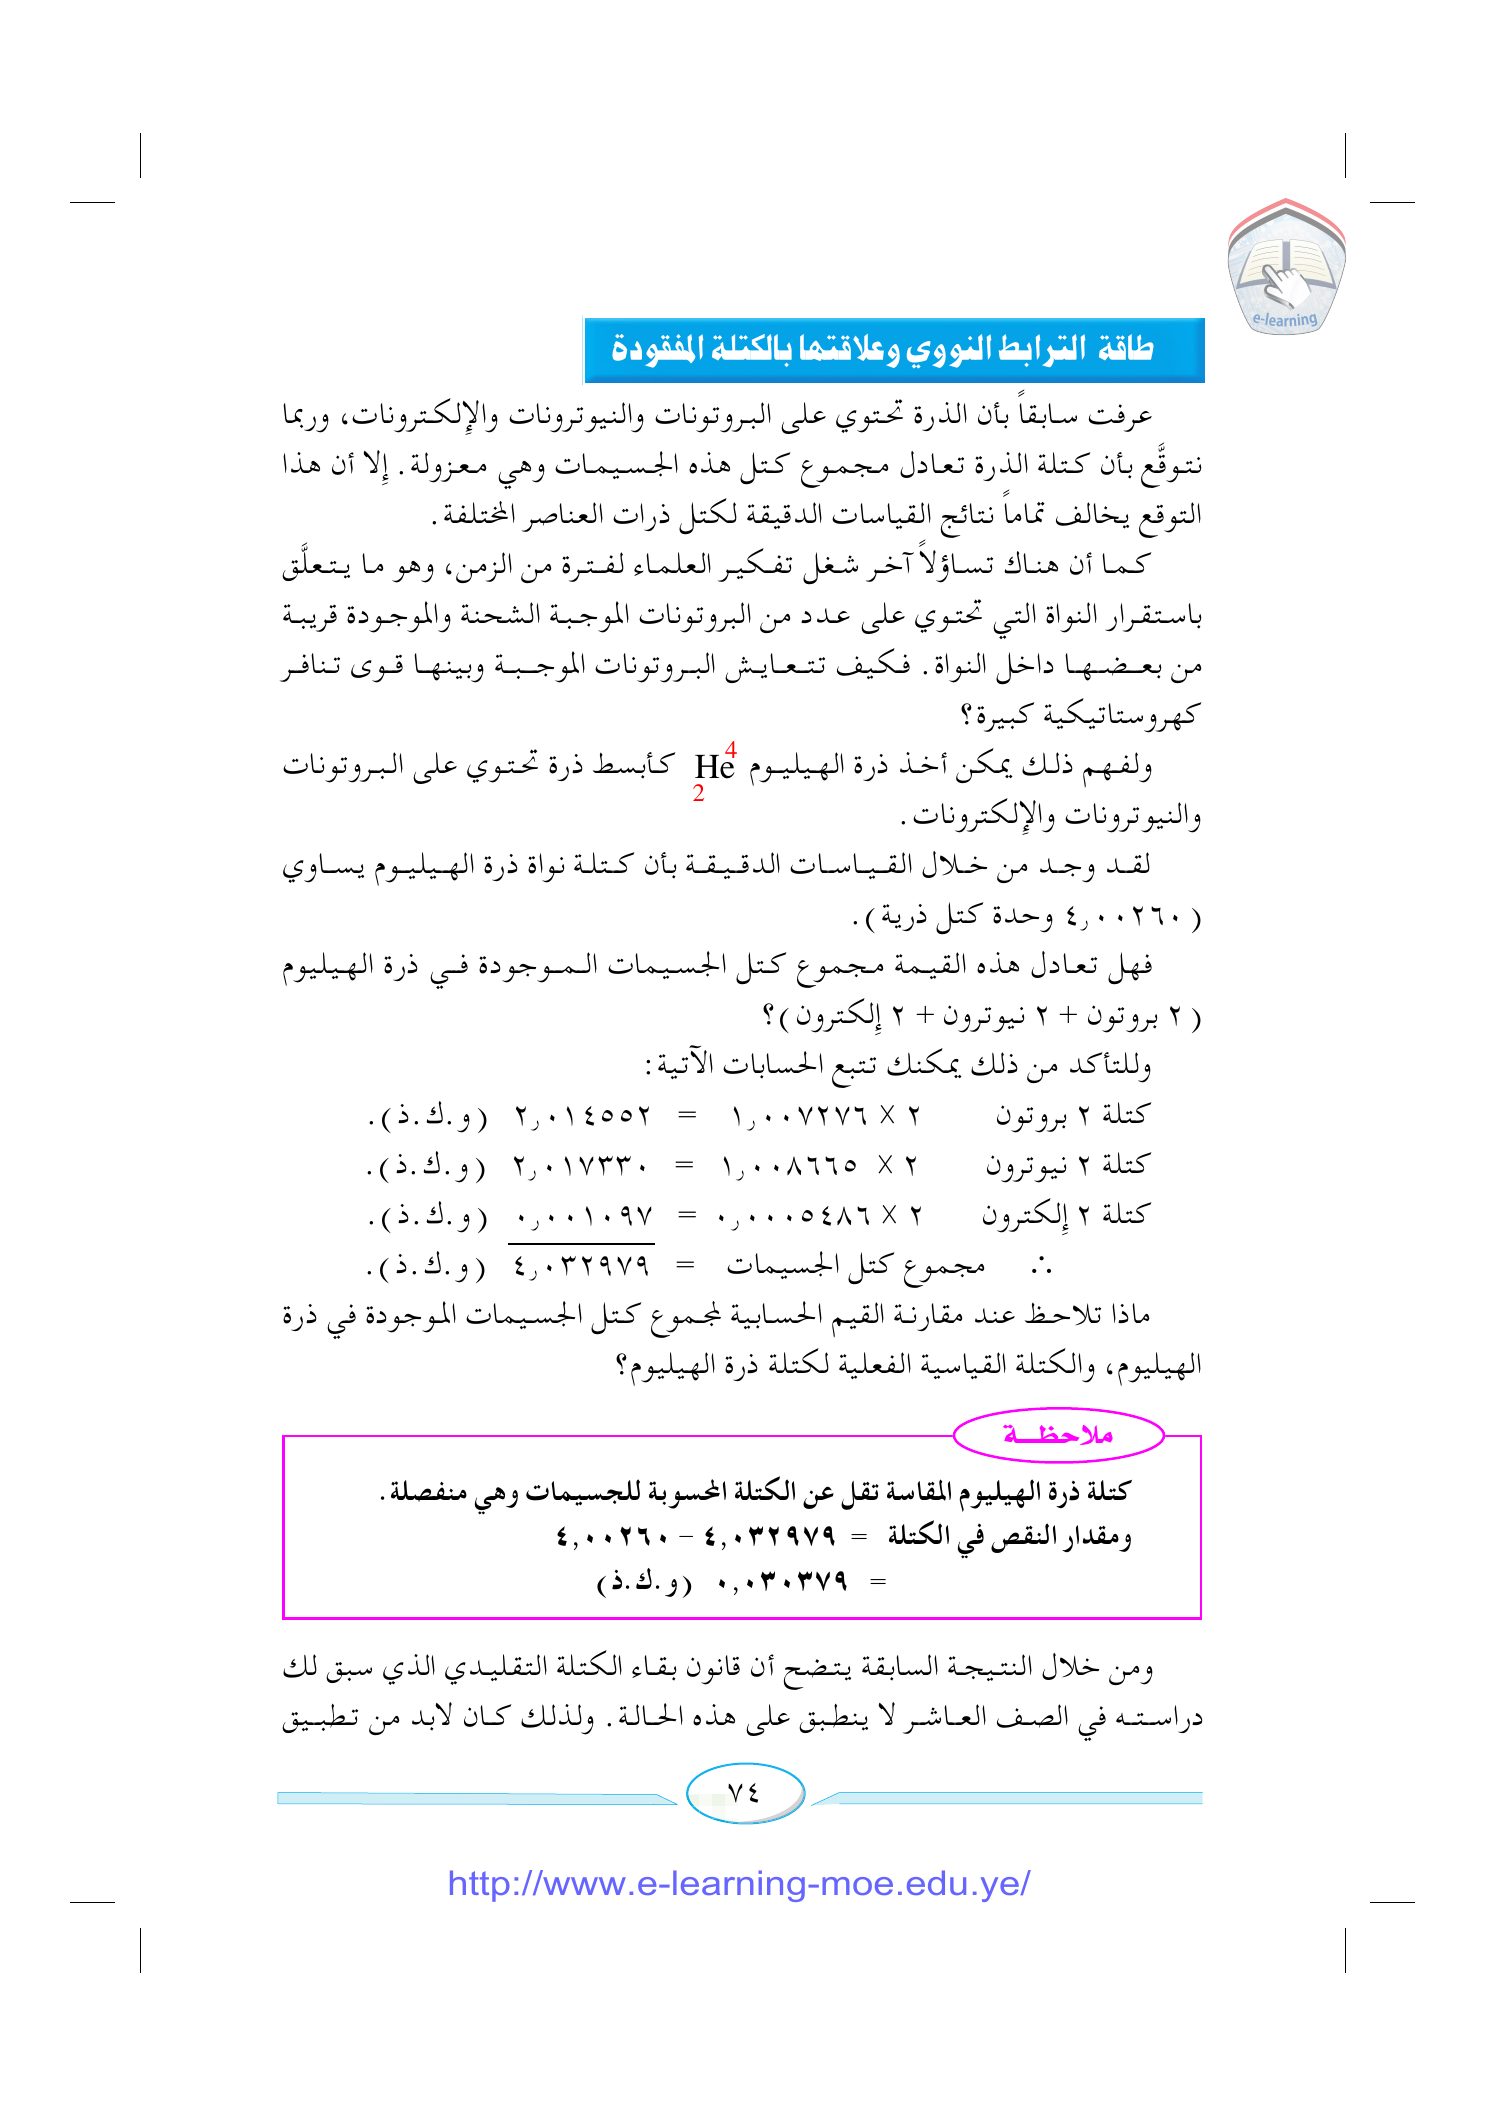 e-learning
طاقة الترابط النووي وعلاقتها بالكتلة المفقودة
عرفت سابقاً بأن الذرة تحتوي على البروتونات والنيوترونات والإلكترونات، وربما
نتوقَّع بأن كتلة الذرة تعادل مجموع كتل هذه الجسيمات وهي معزولة. إلا أن هذا
التوقع يخالف تماماً نتائج القياسات الدقيقة لكتل ذرات العناصر المختلفة.
كما أن هناك تساؤلاً آخر شغل تفكير العلماء لفترة من الزمن، وهو ما يتعلَّق
باستقرار النواة التي تحتوي على عدد من البروتونات الموجبة الشحنة والموجودة قريبة
من بعضها داخل النواة. فكيف تتعايش البروتونات الموجبة وبينها قوى تنافر
كهروستاتيكية كبيرة؟
ولفهم ذلك يمكن أخذ ذرة الهيليوم ⁴₂He كأبسط ذرة تحتوي على البروتونات
والنيوترونات والإلكترونات.
لقد وجد من خلال القياسات الدقيقة بأن كتلة نواة ذرة الهيليوم يساوي
(٤٫٠٠٢٦٠ وحدة كتل ذرية).
فهل تعادل هذه القيمة مجموع كتل الجسيمات الموجودة في ذرة الهيليوم
(٢ بروتون + ٢ نيوترون + ٢ إلكترون)؟
وللتأكد من ذلك يمكنك تتبع الحسابات الآتية:
كتلة ٢ بروتون ٢ × ١٫٠٠٧٢٧٦ = ٢٫٠١٤٥٥٢ (و.ك.ذ).
كتلة ٢ نيوترون ٢ × ١٫٠٠٨٦٦٥ = ٢٫٠١٧٣٣٠ (و.ك.ذ).
كتلة ٢ إلكترون ٢ × ٠٫٠٠٠٥٤٨٦ = ٠٫٠٠١٠٩٧ (و.ك.ذ).
∴ مجموع كتل الجسيمات = ٤٫٠٣٢٩٧٩ (و.ك.ذ).
ماذا تلاحظ عند مقارنة القيم الحسابية لمجموع كتل الجسيمات الموجودة في ذرة
الهيليوم، والكتلة القياسية الفعلية لكتلة ذرة الهيليوم؟
ملاحظة
كتلة ذرة الهيليوم المقاسة تقل عن الكتلة المحسوبة للجسيمات وهي منفصلة.
ومقدار النقص في الكتلة = ٤,٠٣٢٩٧٩ – ٤,٠٠٢٦٠
= ٠,٠٣٠٣٧٩ (و.ك.ذ)
ومن خلال النتيجة السابقة يتضح أن قانون بقاء الكتلة التقليدي الذي سبق لك
دراسته في الصف العاشر لا ينطبق على هذه الحالة. ولذلك كان لابد من تطبيق
٧٤
http://www.e-learning-moe.edu.ye/